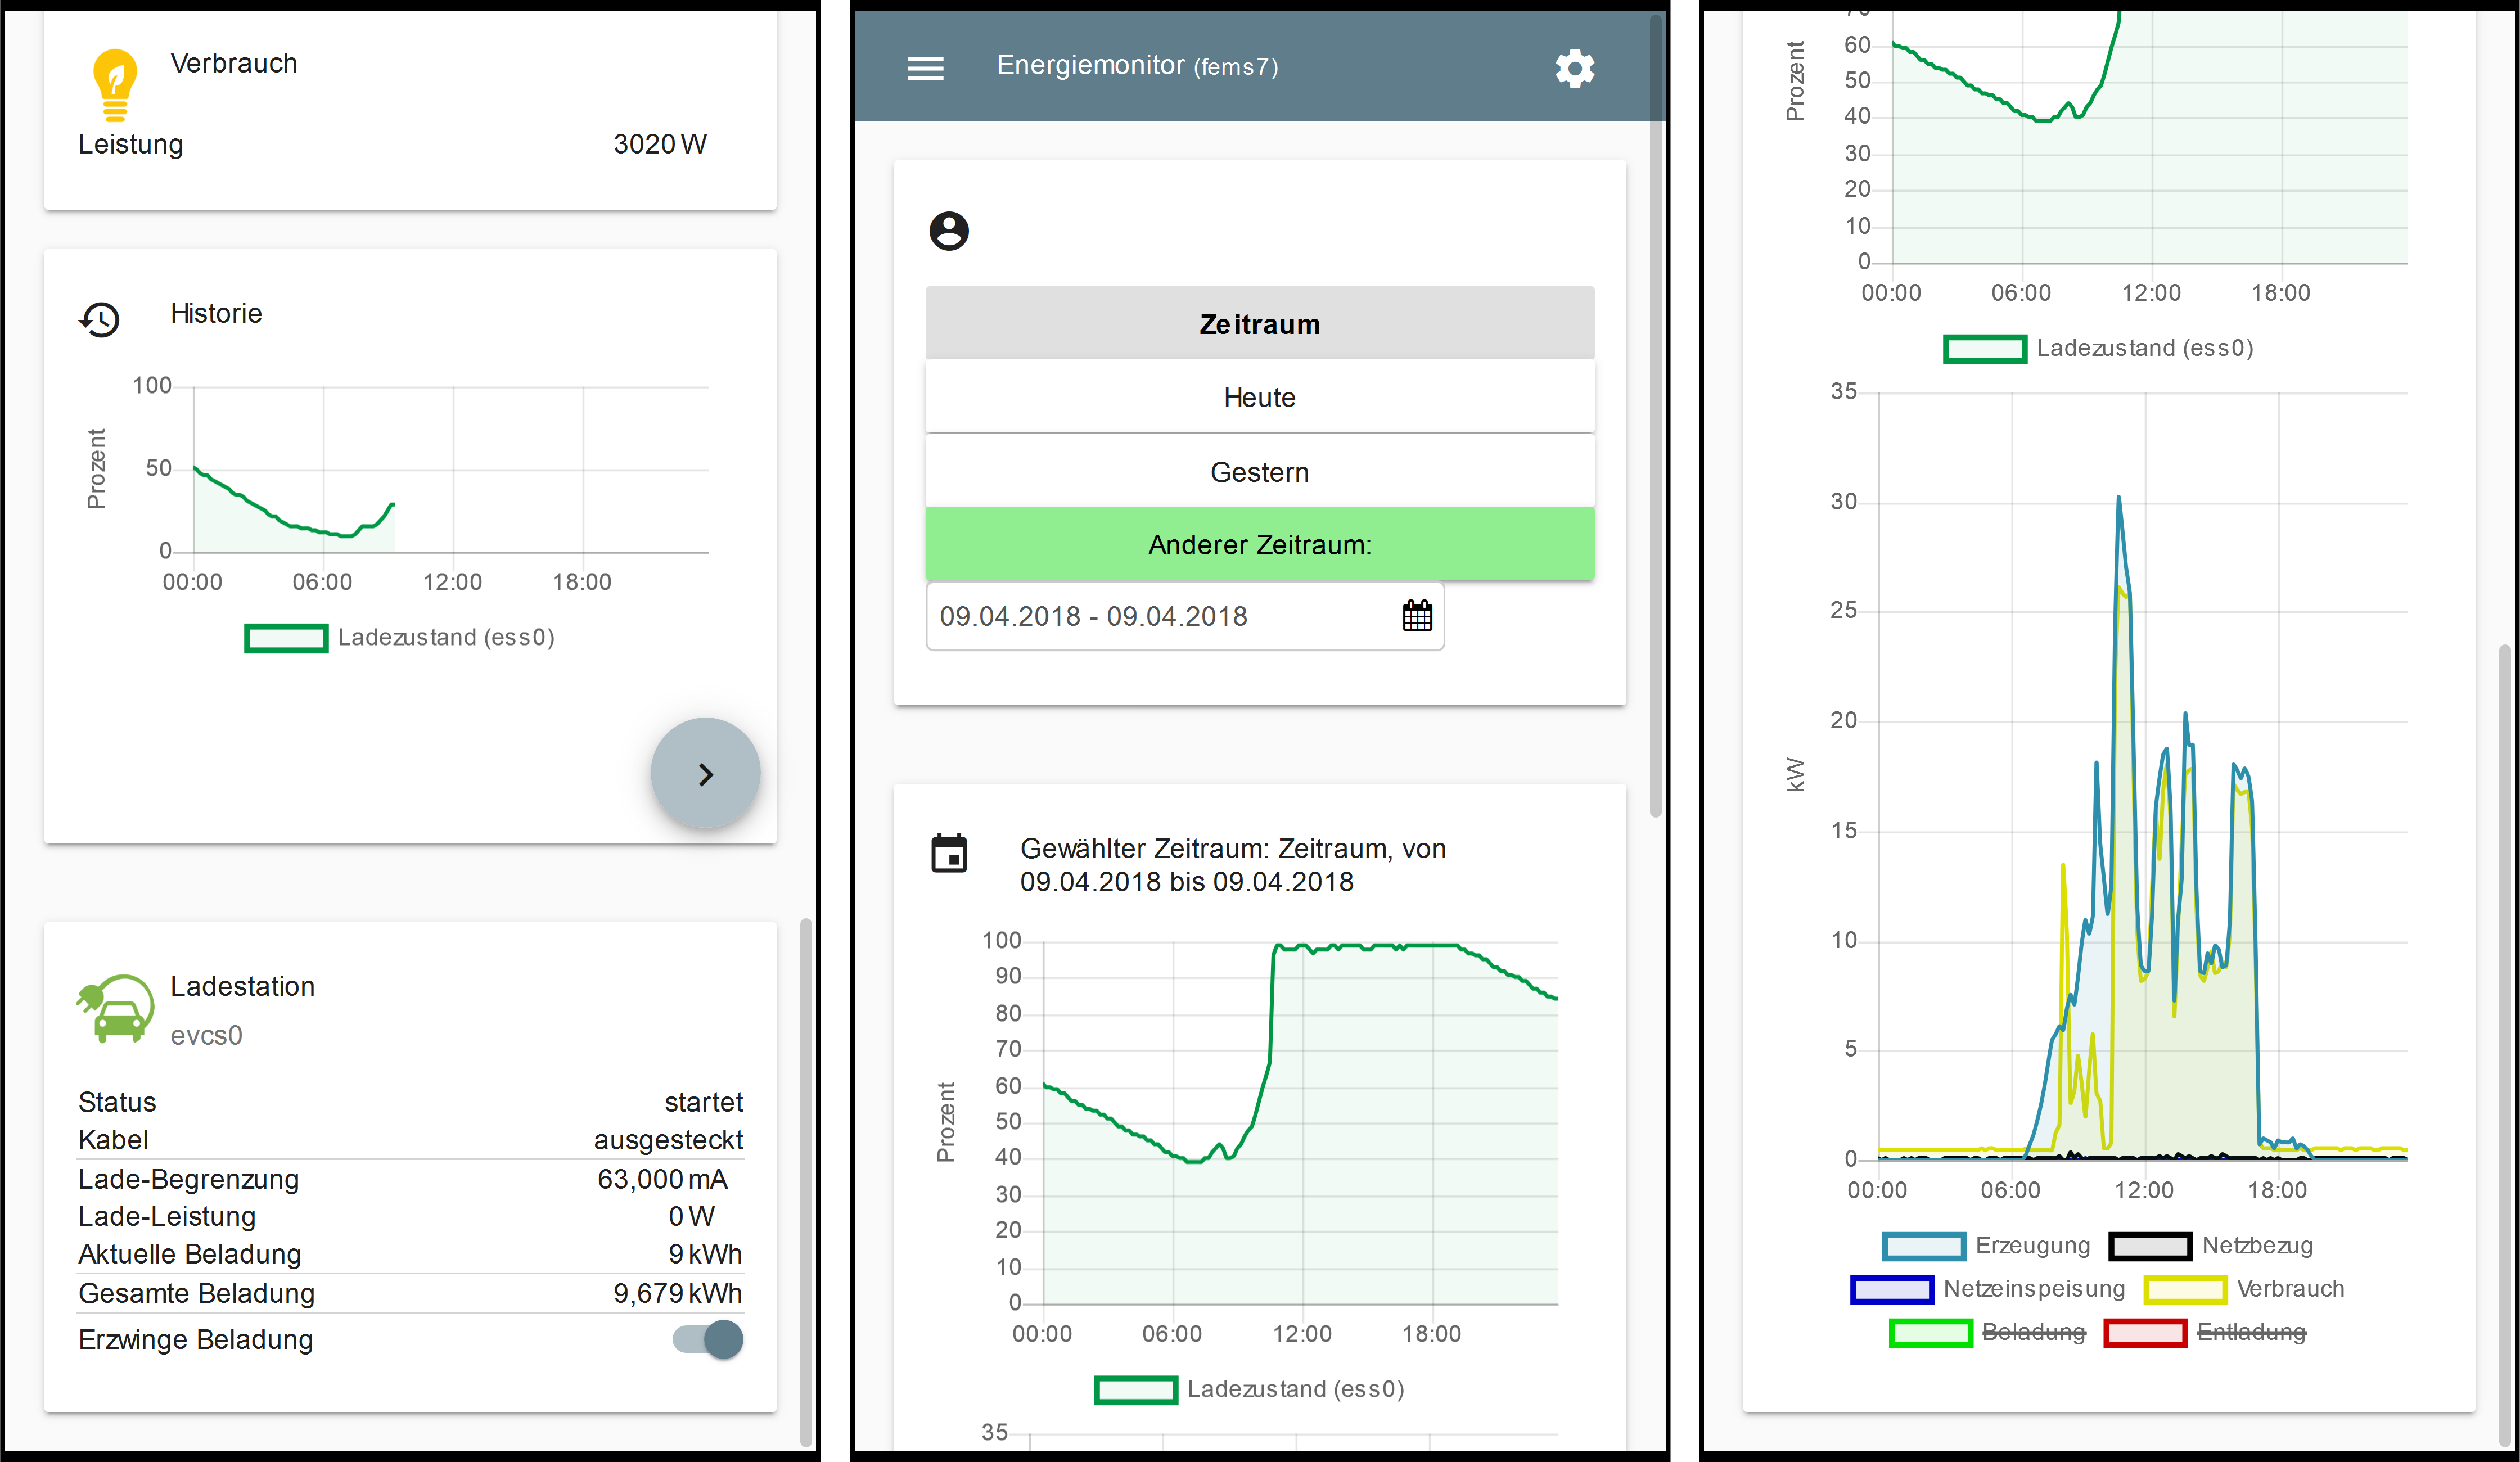 Verbrauch
Leistung 3020 W
Historie
100
50
0
Prozent
00:00 06:00 12:00 18:00
Ladezustand (ess0)
Ladestation
evcs0
Status startet
Kabel ausgesteckt
Lade-Begrenzung 63,000 mA
Lade-Leistung 0 W
Aktuelle Beladung 9 kWh
Gesamte Beladung 9,679 kWh
Erzwinge Beladung
Energiemonitor (fems7)
Zeitraum
Heute
Gestern
Anderer Zeitraum:
09.04.2018 - 09.04.2018
Gewählter Zeitraum: Zeitraum, von
09.04.2018 bis 09.04.2018
100
90
80
70
60
50
40
30
20
10
0
Prozent
00:00 06:00 12:00 18:00
Ladezustand (ess0)
35
70
60
50
40
30
20
10
0
Prozent
00:00 06:00 12:00 18:00
Ladezustand (ess0)
35
30
25
20
15
10
5
0
kW
00:00 06:00 12:00 18:00
Erzeugung Netzbezug
Netzeinspeisung Verbrauch
Beladung Entladung